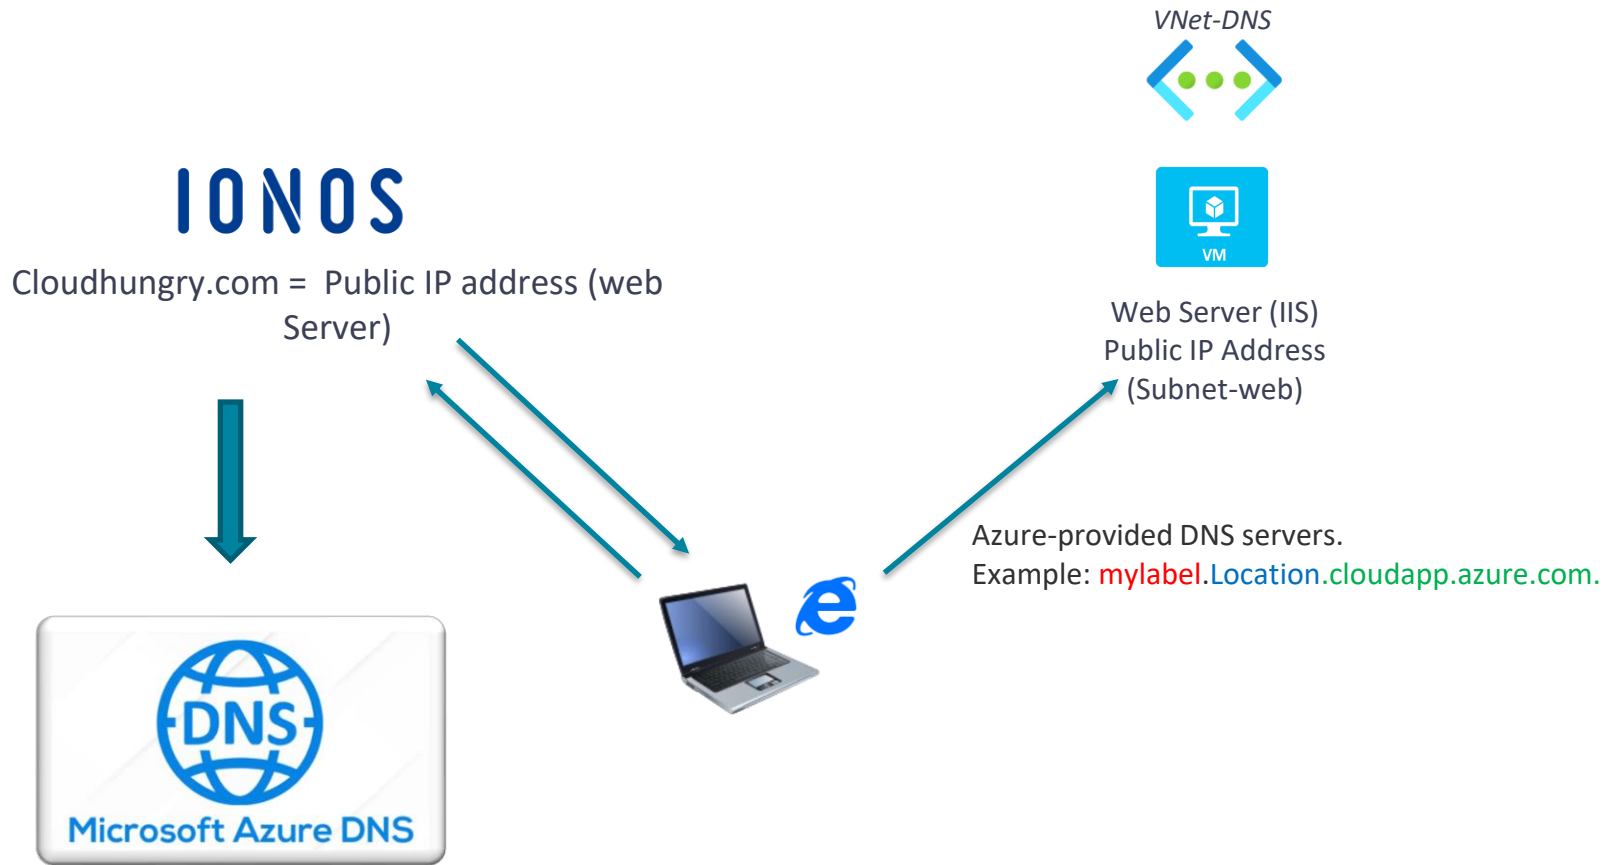 VNet-DNS
IONOS
VM
Cloudhungry.com =  Public IP address (web
Server)
Web Server (IIS)
Public IP Address
(Subnet-web)
Azure-provided DNS servers.
Example: mylabel.Location.cloudapp.azure.com.
DNS
Microsoft Azure DNS